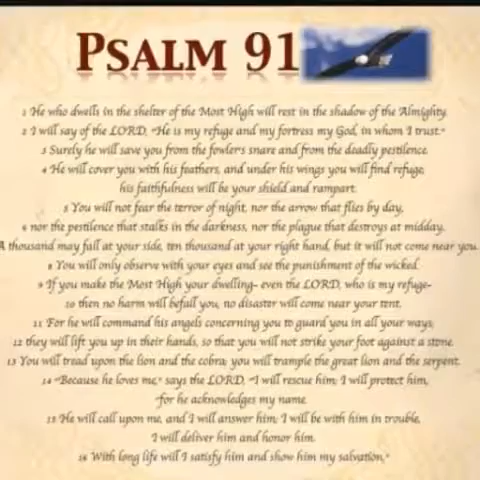 PSALM 91
1 He who dwells in the shelter of the Most High will rest in the shadow of the Almighty.
2 I will say of the LORD, "He is my refuge and my fortress my God, in whom I trust."
3 Surely he will save you from the fowler's snare and from the deadly pestilence.
4 He will cover you with his feathers, and under his wings you will find refuge;
his faithfulness will be your shield and rampart.
5 You will not fear the terror of night, nor the arrow that flies by day,
6 nor the pestilence that stalks in the darkness, nor the plague that destroys at midday.
A thousand may fall at your side, ten thousand at your right hand, but it will not come near you.
8 You will only observe with your eyes and see the punishment of the wicked.
9 If you make the Most High your dwelling- even the LORD, who is my refuge-
10 then no harm will befull you, no disaster will come near your tent.
11 For he will command his angels concerning you to guard you in all your ways;
12 they will lift you up in their hands, so that you will not strike your foot against a stone.
13 You will tread upon the lion and the cobra; you will trample the great lion and the serpent.
14 "Because he loves me," says the LORD, "I will rescue him; I will protect him,
for he acknowledges my name.
15 He will call upon me, and I will answer him; I will be with him in trouble,
I will deliver him and honor him.
16 With long life will I satisfy him and show him my salvation."